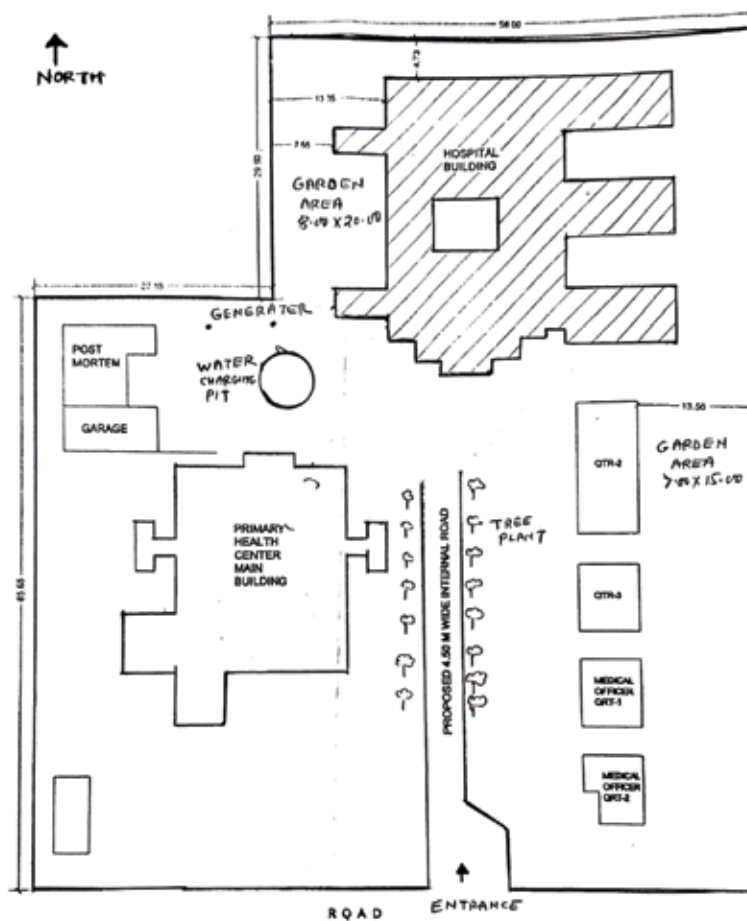 58.00
NORTH
4.73
13.15
7.55
29.90
HOSPITAL
BUILDING
GARDEN
AREA
8.00 X 20.00
27.15
GENERATER
POST
MORTEM
WATER
CHARGING
PIT
GARAGE
13.50
QTR-2
GARDEN
AREA
7.00 X 15.00
PRIMARY
HEALTH
CENTER
MAIN
BUILDING
TREE
PLANT
PROPOSED 4.50 M WIDE INTERNAL ROAD
QTR-3
MEDICAL
OFFICER
QRT-1
MEDICAL
OFFICER
QRT-2
ENTRANCE
ROAD